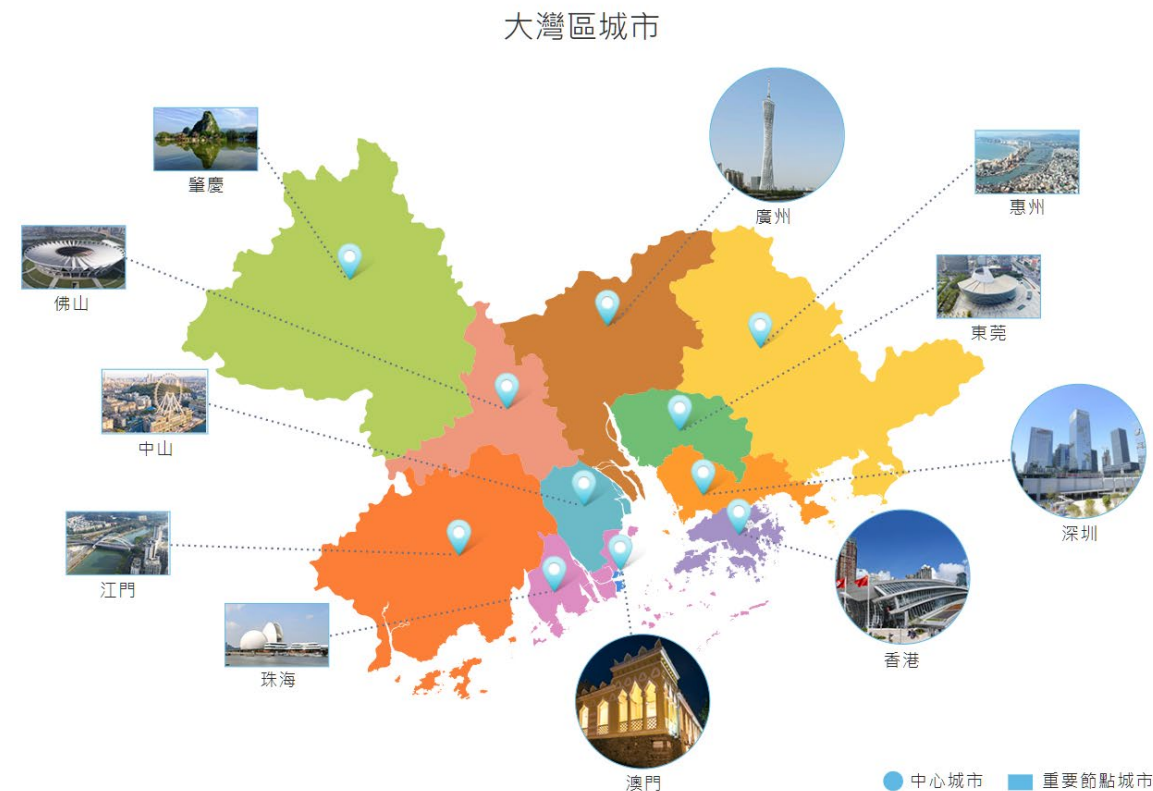 大灣區城市
肇慶
廣州
惠州
佛山
東莞
中山
深圳
江門
香港
珠海
澳門
中心城市
重要節點城市